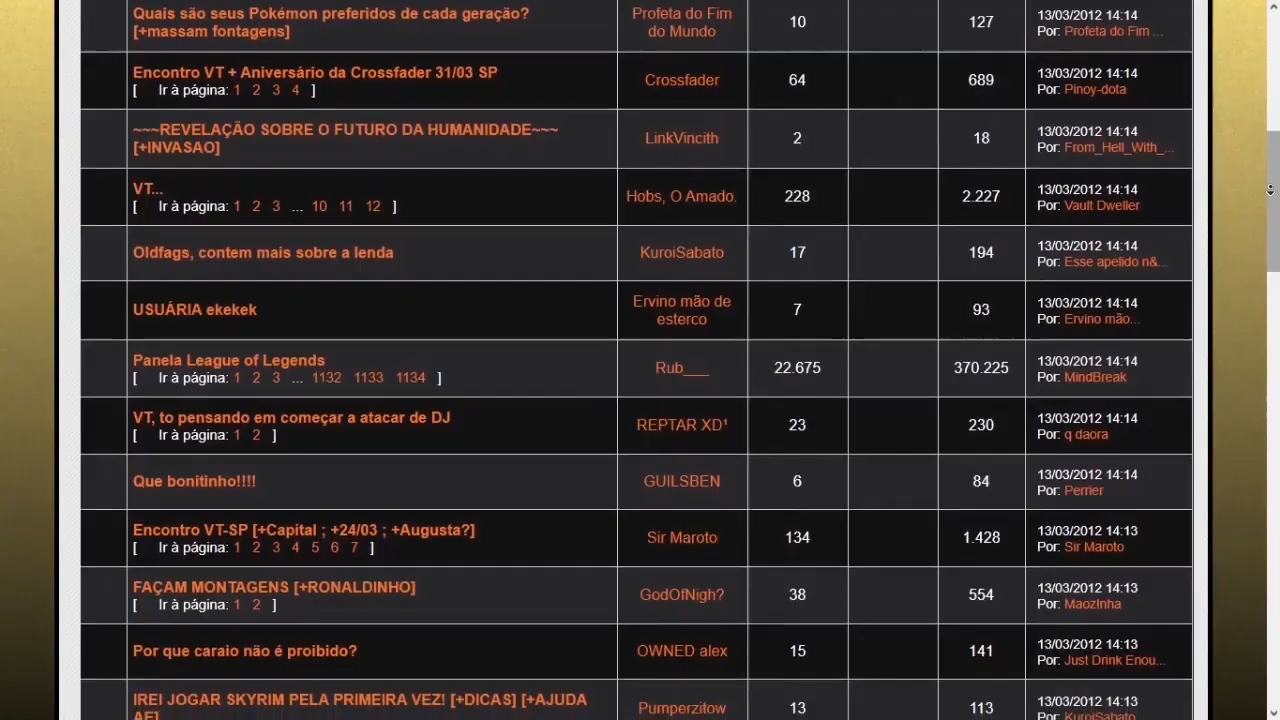 Quais são seus Pokémon preferidos de cada geração?
[+massam fontagens]
Profeta do Fim
do Mundo
10
127
13/03/2012 14:14
Por: Profeta do Fim ...
Encontro VT + Aniversário da Crossfader 31/03 SP
[ Ir à página: 1 2 3 4 ]
Crossfader
64
689
13/03/2012 14:14
Por: Pinoy-dota
~~~REVELAÇÃO SOBRE O FUTURO DA HUMANIDADE~~~
[+INVASAO]
LinkVincith
2
18
13/03/2012 14:14
Por: From_Hell_With_...
VT...
[ Ir à página: 1 2 3 ... 10 11 12 ]
Hobs, O Amado.
228
2.227
13/03/2012 14:14
Por: Vault Dweller
Oldfags, contem mais sobre a lenda
KuroiSabato
17
194
13/03/2012 14:14
Por: Esse apelido n&...
USUÁRIA ekekek
Ervino mão de
esterco
7
93
13/03/2012 14:14
Por: Ervino mão...
Panela League of Legends
[ Ir à página: 1 2 3 ... 1132 1133 1134 ]
Rub___
22.675
370.225
13/03/2012 14:14
Por: MindBreak
VT, to pensando em começar a atacar de DJ
[ Ir à página: 1 2 ]
REPTAR XD¹
23
230
13/03/2012 14:14
Por: q daora
Que bonitinho!!!!
GUILSBEN
6
84
13/03/2012 14:14
Por: Perrier
Encontro VT-SP [+Capital ; +24/03 ; +Augusta?]
[ Ir à página: 1 2 3 4 5 6 7 ]
Sir Maroto
134
1.428
13/03/2012 14:13
Por: Sir Maroto
FAÇAM MONTAGENS [+RONALDINHO]
[ Ir à página: 1 2 ]
GodOfNigh?
38
554
13/03/2012 14:13
Por: MaozInha
Por que caraio não é proibido?
OWNED alex
15
141
13/03/2012 14:13
Por: Just Drink Enou...
IREI JOGAR SKYRIM PELA PRIMEIRA VEZ! [+DICAS] [+AJUDA
AE]
Pumperzitow
13
113
13/03/2012 14:13
Por: KuroiSabato